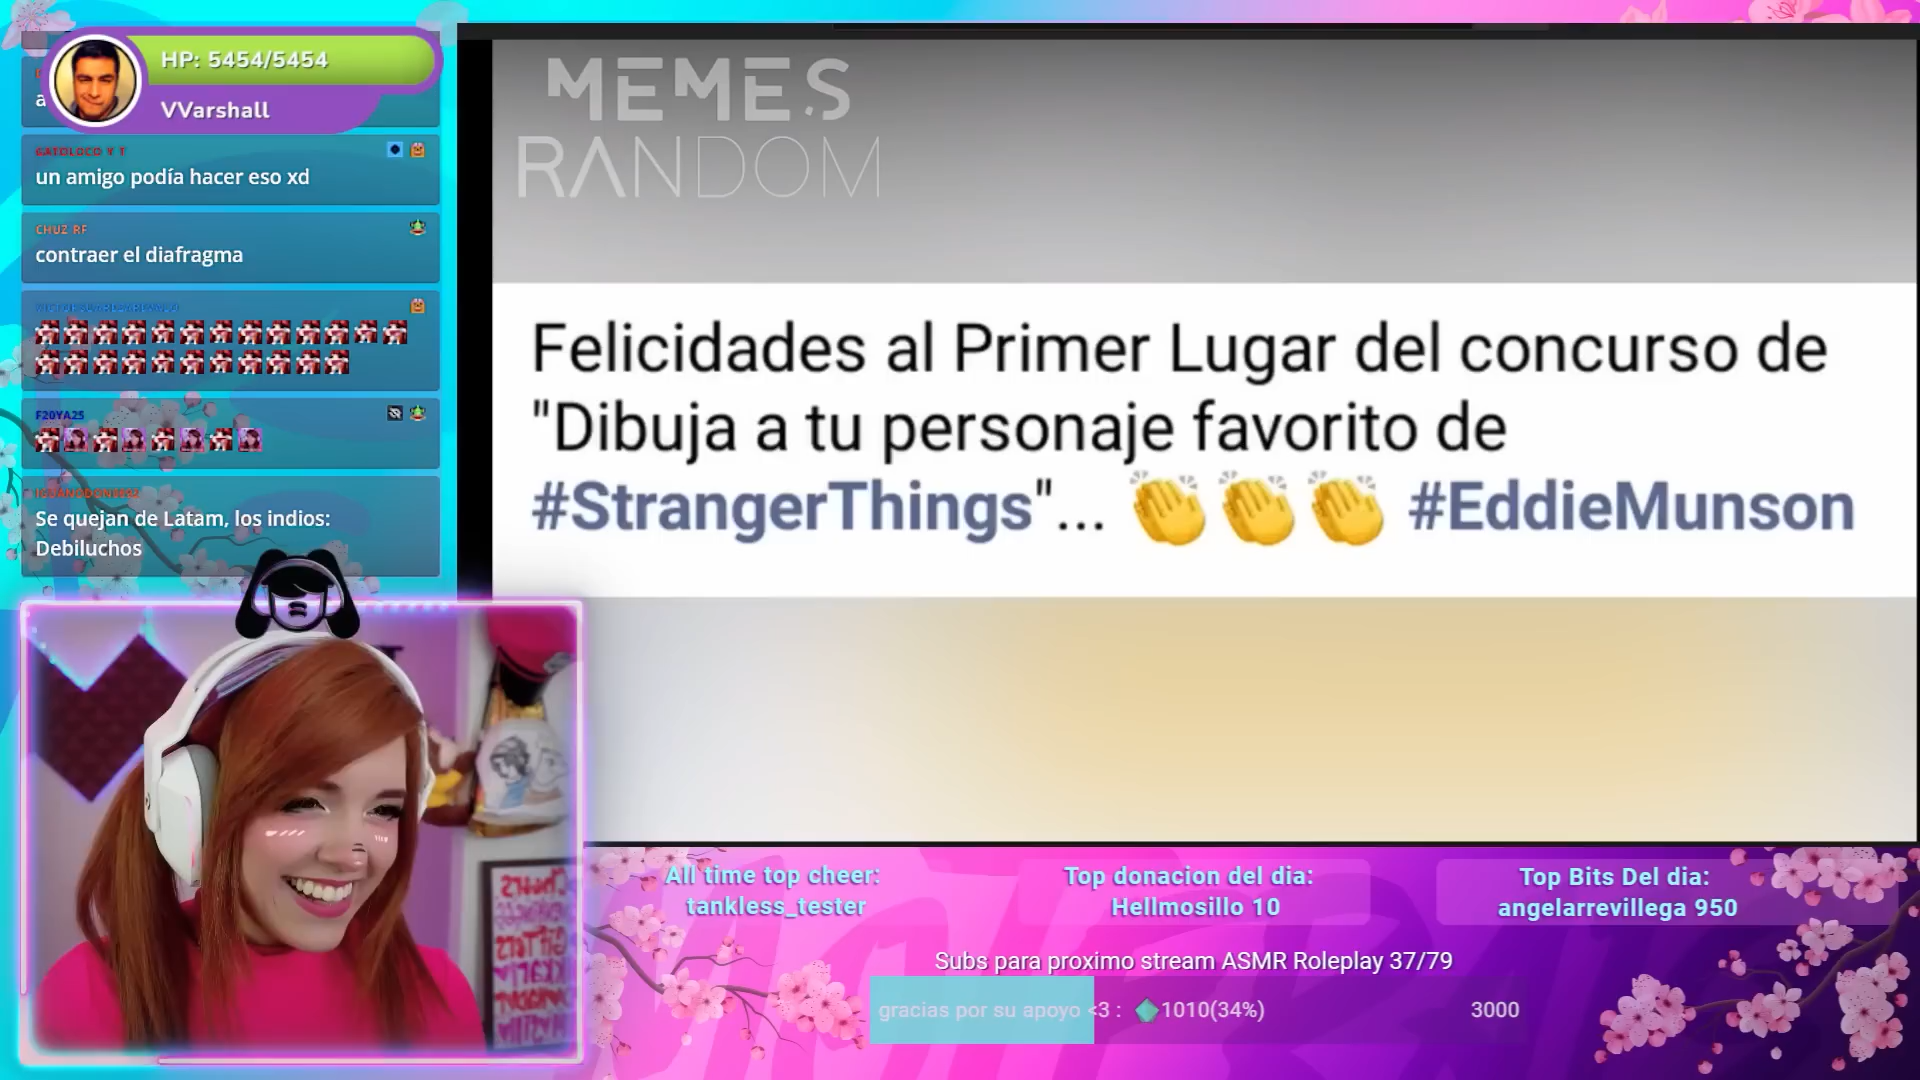 HP: 5454/5454
VVarshall
a
GATOLOCO Y T
un amigo podía hacer eso xd
CHUZ RF
contraer el diafragma
F20YA25
Se quejan de Latam, los indios:
Debiluchos
MEMES
RANDOM
Felicidades al Primer Lugar del concurso de
"Dibuja a tu personaje favorito de
#StrangerThings"... 👏👏👏 #EddieMunson
All time top cheer:
tankless_tester
Top donacion del dia:
Hellmosillo 10
Top Bits Del dia:
angelarrevillega 950
Subs para proximo stream ASMR Roleplay 37/79
gracias por su apoyo <3 : 1010(34%) 3000